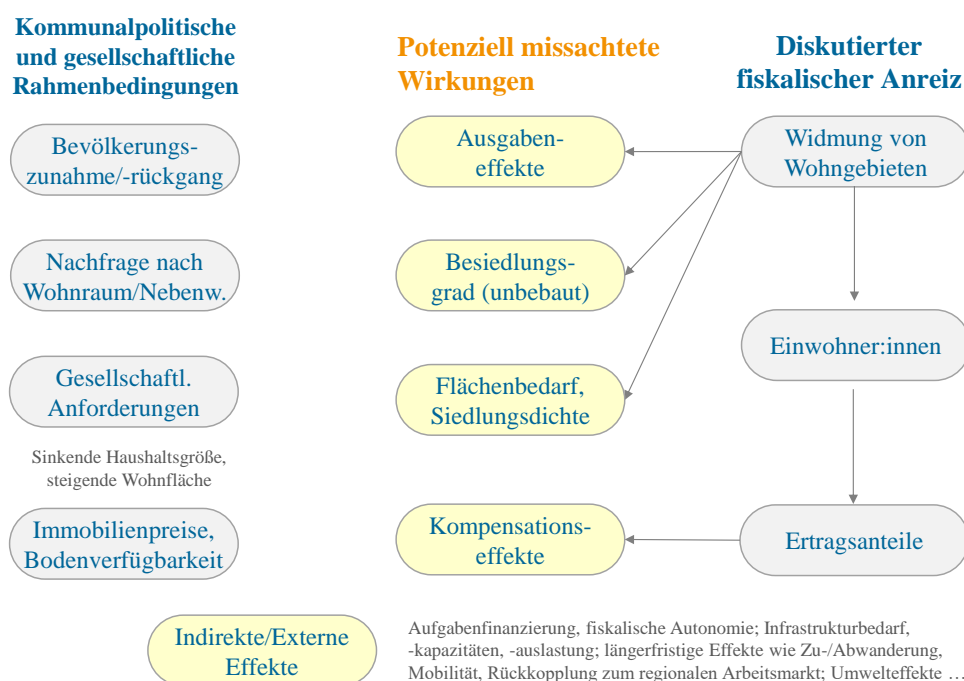 Kommunalpolitische
und gesellschaftliche
Rahmenbedingungen
Bevölkerungs-
zunahme/-rückgang
Nachfrage nach
Wohnraum/Nebenw.
Gesellschaftl.
Anforderungen
Sinkende Haushaltsgröße,
steigende Wohnfläche
Immobilienpreise,
Bodenverfügbarkeit
Potenziell missachtete
Wirkungen
Ausgaben-
effekte
Besiedlungs-
grad (unbebaut)
Flächenbedarf,
Siedlungsdichte
Kompensations-
effekte
Diskutierter
fiskalischer Anreiz
Widmung von
Wohngebieten
Einwohner:innen
Ertragsanteile
Indirekte/Externe
Effekte
Aufgabenfinanzierung, fiskalische Autonomie; Infrastrukturbedarf,
-kapazitäten, -auslastung; längerfristige Effekte wie Zu-/Abwanderung,
Mobilität, Rückkopplung zum regionalen Arbeitsmarkt; Umwelteffekte …